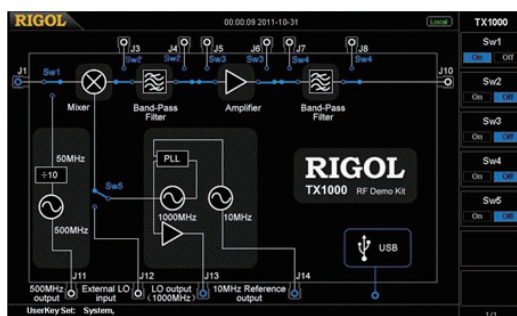 RIGOL 00:00:09 2011-10-31 Local TX1000
J3 J4 J5 J6 J7 J8
Sw2 Sw2 Sw3 Sw3 Sw4 Sw4
J1 Sw1 J10
Mixer Band-Pass Filter Amplifier Band-Pass Filter
50MHz
÷10
500MHz
Sw5
PLL
1000MHz 10MHz
RIGOL
TX1000 RF Demo Kit
USB
J11 J12 J13 J14
500MHz output External LO input LO output (1000MHz) 10MHz Reference output
UserKey Set: System,
Sw1
On Off
Sw2
On Off
Sw3
On Off
Sw4
On Off
Sw5
On Off
1/1